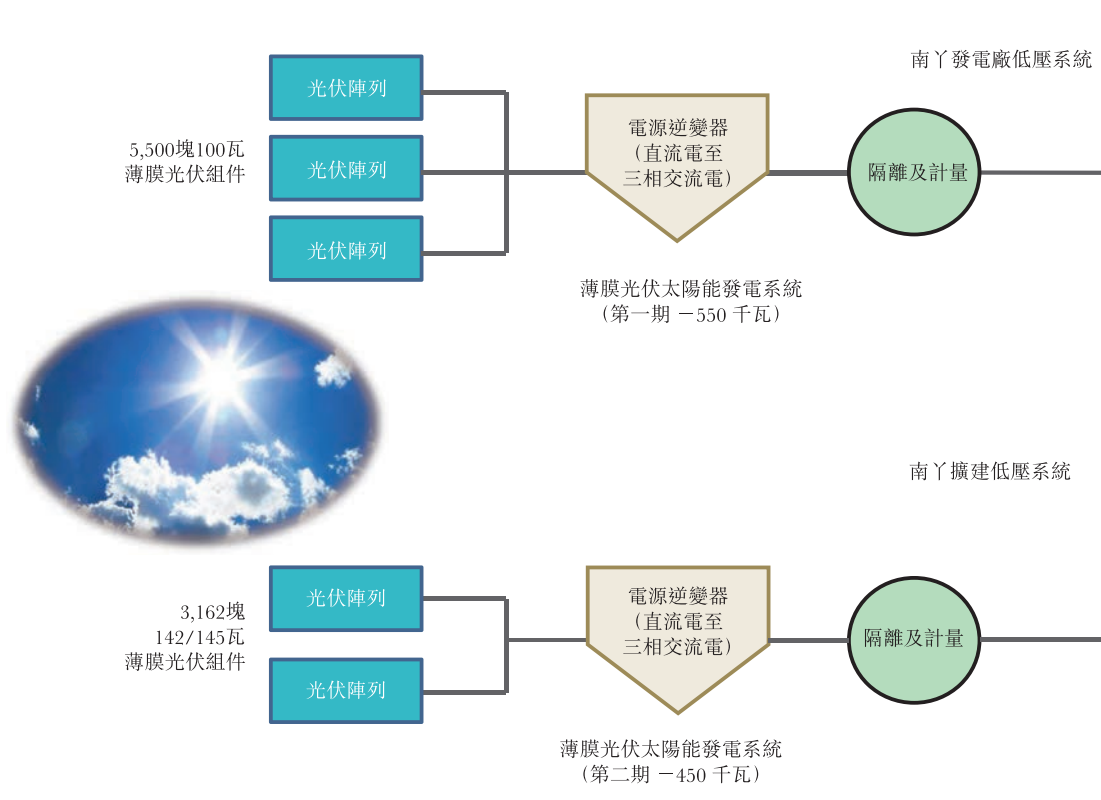 南丫發電廠低壓系統
光伏陣列
5,500塊100瓦
薄膜光伏組件
光伏陣列
光伏陣列
電源逆變器
（直流電至
三相交流電）
隔離及計量
薄膜光伏太陽能發電系統
（第一期 －550 千瓦）
南丫擴建低壓系統
光伏陣列
3,162塊
142/145瓦
薄膜光伏組件
光伏陣列
電源逆變器
（直流電至
三相交流電）
隔離及計量
薄膜光伏太陽能發電系統
（第二期 －450 千瓦）